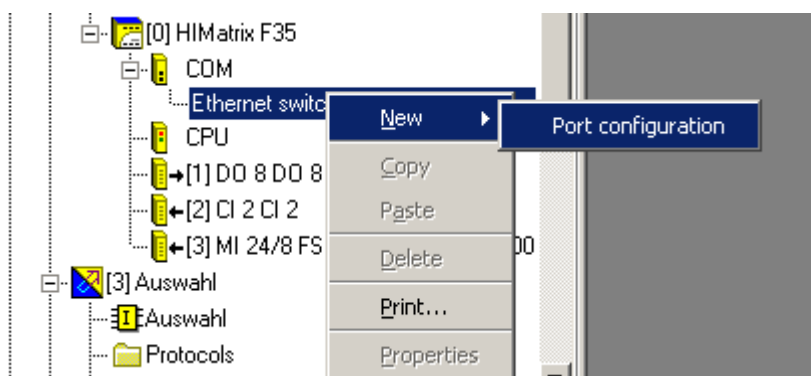 [0] HIMatrix F35
COM
Ethernet switc
New
Port configuration
CPU
Copy
[1] DO 8 DO 8
Paste
[2] CI 2 CI 2
[3] MI 24/8 FS
00
Delete
[3] Auswahl
Print...
Auswahl
Protocols
Properties